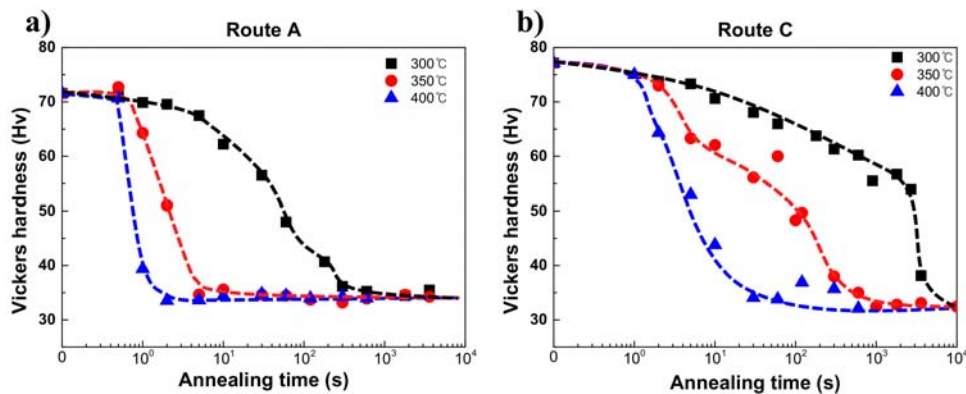 a)
Route A
Vickers hardness (Hv)
80
70
60
50
40
30
300℃
350℃
400℃
0 10⁰ 10¹ 10² 10³ 10⁴
Annealing time (s)
b)
Route C
Vickers hardness (Hv)
80
70
60
50
40
30
300℃
350℃
400℃
0 10⁰ 10¹ 10² 10³ 10⁴
Annealing time (s)